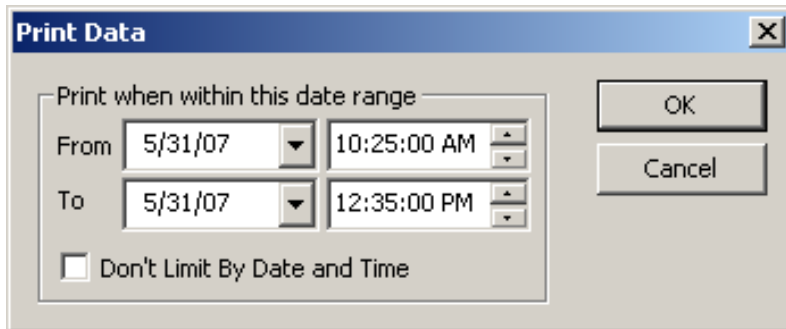 Print Data
Print when within this date range
OK
From 5/31/07 10:25:00 AM
Cancel
To 5/31/07 12:35:00 PM
Don't Limit By Date and Time